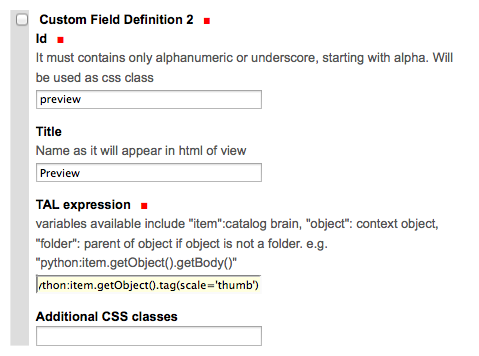 Custom Field Definition 2
Id
It must contains only alphanumeric or underscore, starting with alpha. Will
be used as css class
preview
Title
Name as it will appear in html of view
Preview
TAL expression
variables available include "item":catalog brain, "object": context object,
"folder": parent of object if object is not a folder. e.g.
"python:item.getObject().getBody()"
ython:item.getObject().tag(scale='thumb')
Additional CSS classes